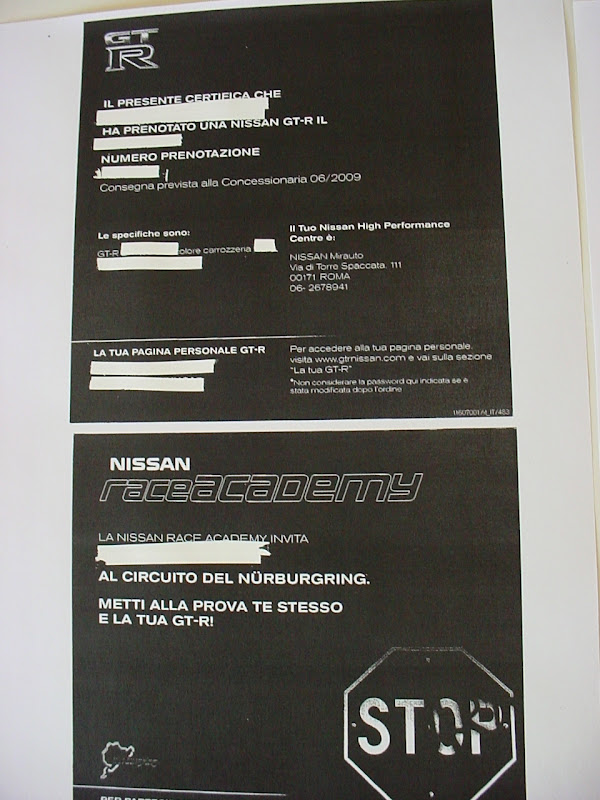 GT
R
IL PRESENTE CERTIFICA CHE
HA PRENOTATO UNA NISSAN GT-R IL
NUMERO PRENOTAZIONE
Consegna prevista alla Concessionaria 06/2009
Le specifiche sono:
GT-R colore carrozzeria
Il Tuo Nissan High Performance
Centre è:
NISSAN Mirauto
Via di Torre Spaccata, 111
00171 ROMA
06- 2678941
LA TUA PAGINA PERSONALE GT-R
Per accedere alla tua pagina personale,
visita www.gtrnissan.com e vai sulla sezione
"La tua GT-R"
*Non considerare la password qui indicata se è
stata modificata dopo l'ordine
NISSAN
raceacademy
LA NISSAN RACE ACADEMY INVITA
AL CIRCUITO DEL NÜRBURGRING.
METTI ALLA PROVA TE STESSO
E LA TUA GT-R!
STOP